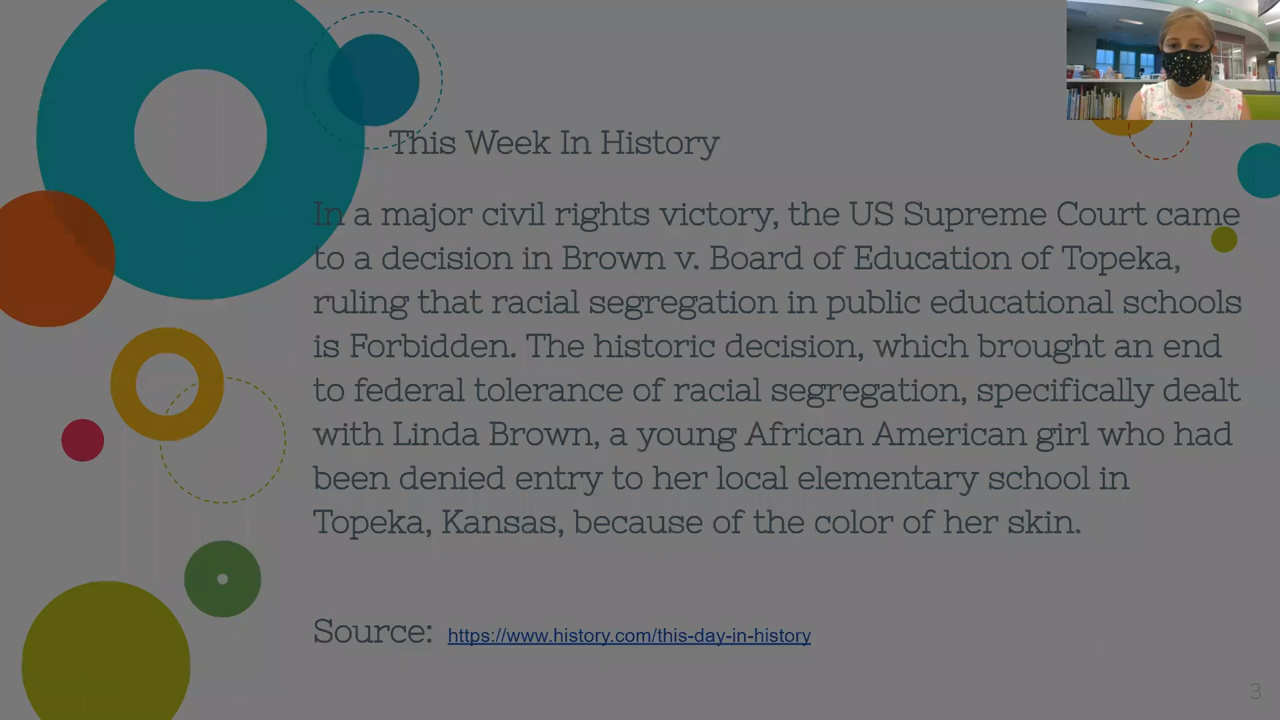 This Week In History
In a major civil rights victory, the US Supreme Court came
to a decision in Brown v. Board of Education of Topeka,
ruling that racial segregation in public educational schools
is Forbidden. The historic decision, which brought an end
to federal tolerance of racial segregation, specifically dealt
with Linda Brown, a young African American girl who had
been denied entry to her local elementary school in
Topeka, Kansas, because of the color of her skin.
Source: https://www.history.com/this-day-in-history
3